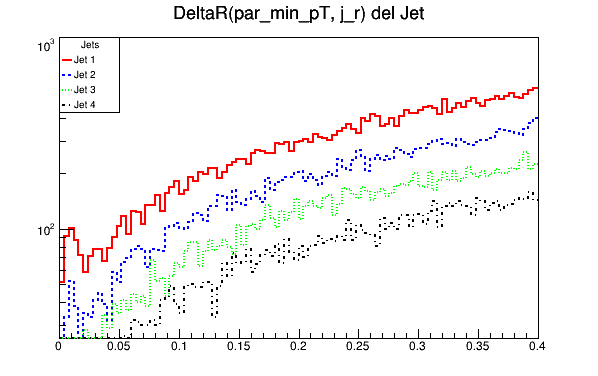 DeltaR(par_min_pT, j_r) del Jet
10³
Jets
Jet 1
Jet 2
Jet 3
Jet 4
10²
0 0.05 0.1 0.15 0.2 0.25 0.3 0.35 0.4